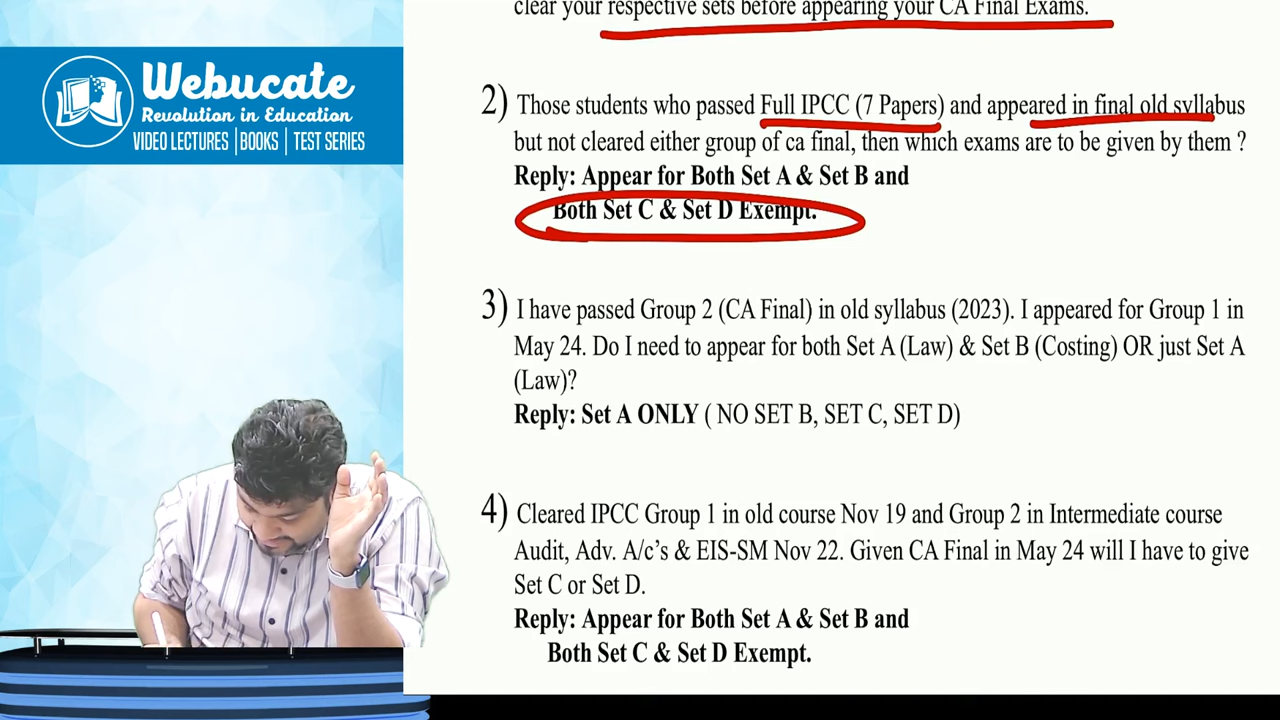 clear your respective sets before appearing your CA Final Exams.
Webucate
Revolution in Education
VIDEO LECTURES | BOOKS | TEST SERIES
2) Those students who passed Full IPCC (7 Papers) and appeared in final old syllabus
but not cleared either group of ca final, then which exams are to be given by them ?
Reply: Appear for Both Set A & Set B and
Both Set C & Set D Exempt.
3) I have passed Group 2 (CA Final) in old syllabus (2023). I appeared for Group 1 in
May 24. Do I need to appear for both Set A (Law) & Set B (Costing) OR just Set A
(Law)?
Reply: Set A ONLY ( NO SET B, SET C, SET D)
4) Cleared IPCC Group 1 in old course Nov 19 and Group 2 in Intermediate course
Audit, Adv. A/c's & EIS-SM Nov 22. Given CA Final in May 24 will I have to give
Set C or Set D.
Reply: Appear for Both Set A & Set B and
Both Set C & Set D Exempt.